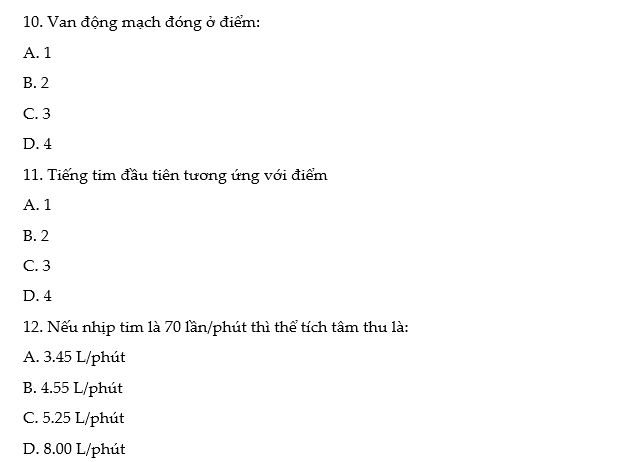 10. Van động mạch đóng ở điểm:
A. 1
B. 2
C. 3
D. 4
11. Tiếng tim đầu tiên tương ứng với điểm
A. 1
B. 2
C. 3
D. 4
12. Nếu nhịp tim là 70 lần/phút thì thể tích tâm thu là:
A. 3.45 L/phút
B. 4.55 L/phút
C. 5.25 L/phút
D. 8.00 L/phút